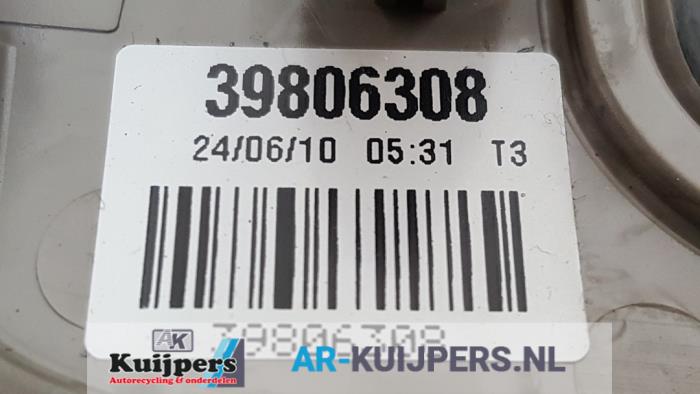 39806308
24/06/10 05:31 T3
39806308
AK
Kuijpers
Autorecycling & onderdelen
AR-KUIJPERS.NL